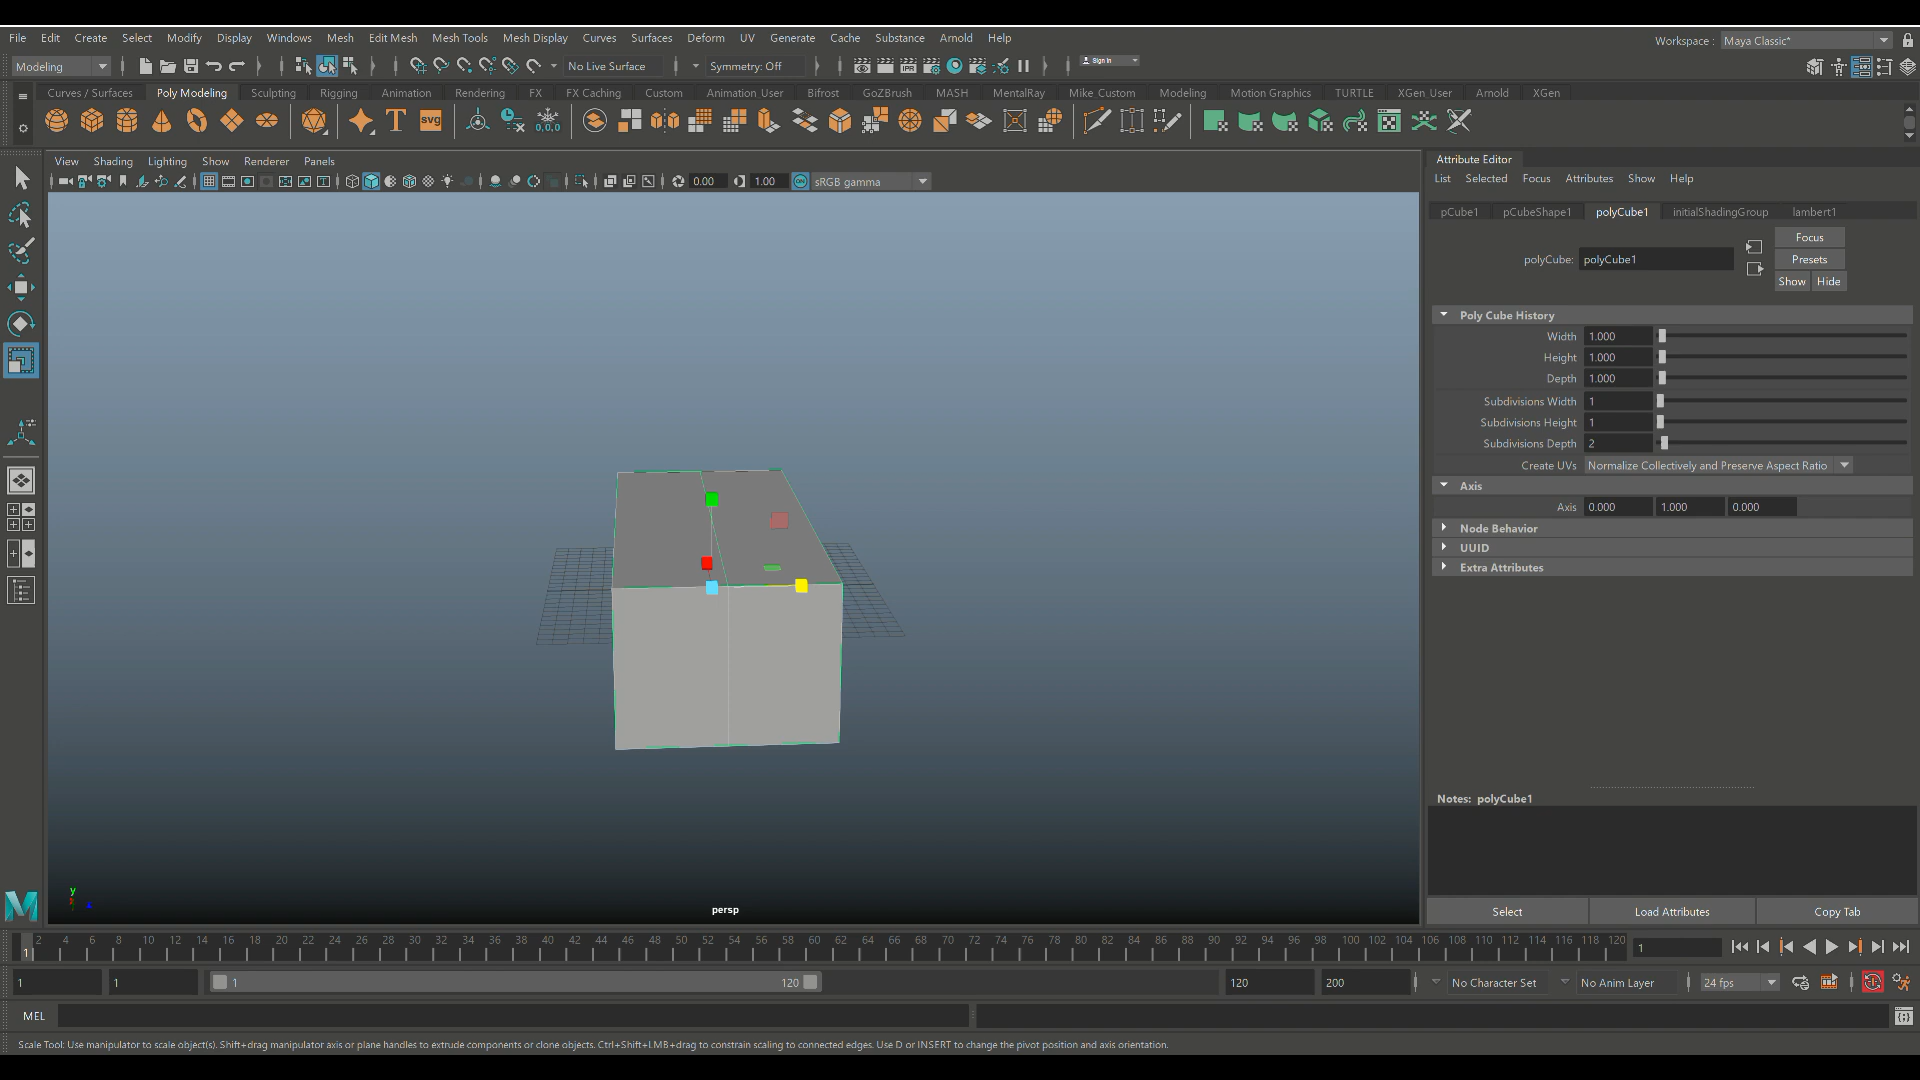 File Edit Create Select Modify Display Windows Mesh Edit Mesh Mesh Tools Mesh Display Curves Surfaces Deform UV Generate Cache Substance Arnold Help
Workspace : Maya Classic*
Modeling No Live Surface Symmetry: Off Sign In
Curves / Surfaces Poly Modeling Sculpting Rigging Animation Rendering FX FX Caching Custom Animation_User Bifrost GoZBrush MASH MentalRay Mike_Custom Modeling Motion Graphics TURTLE XGen_User Arnold XGen
T svg 0,0,0
View Shading Lighting Show Renderer Panels
0.00 1.00 ON sRGB gamma
Attribute Editor
List Selected Focus Attributes Show Help
pCube1 pCubeShape1 polyCube1 initialShadingGroup lambert1
polyCube: polyCube1
Focus
Presets
Show Hide
Poly Cube History
Width 1.000
Height 1.000
Depth 1.000
Subdivisions Width 1
Subdivisions Height 1
Subdivisions Depth 2
Create UVs Normalize Collectively and Preserve Aspect Ratio
Axis
Axis 0.000 1.000 0.000
Node Behavior
UUID
Extra Attributes
Notes: polyCube1
Select Load Attributes Copy Tab
y
persp
1 2 4 6 8 10 12 14 16 18 20 22 24 26 28 30 32 34 36 38 40 42 44 46 48 50 52 54 56 58 60 62 64 66 68 70 72 74 76 78 80 82 84 86 88 90 92 94 96 98 100 102 104 106 108 110 112 114 116 118 120 1
1 1 1 120 120 200 No Character Set No Anim Layer 24 fps
MEL
Scale Tool: Use manipulator to scale object(s). Shift+drag manipulator axis or plane handles to extrude components or clone objects. Ctrl+Shift+LMB+drag to constrain scaling to connected edges. Use D or INSERT to change the pivot position and axis orientation.